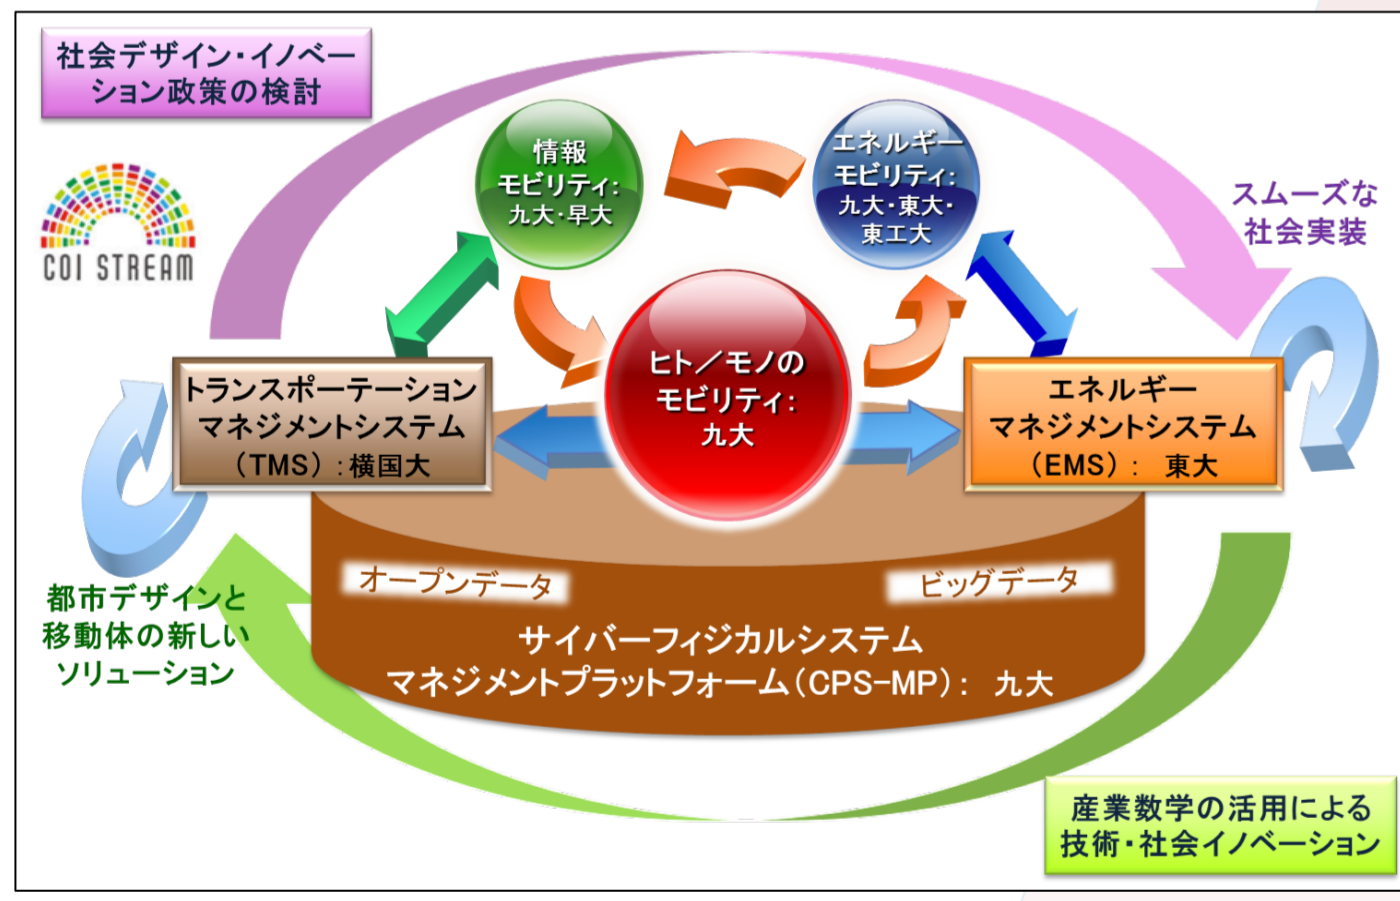 社会デザイン・イノベー
ション政策の検討
COI STREAM
情報
モビリティ:
九大・早大
エネルギー
モビリティ:
九大・東大・
東工大
スムーズな
社会実装
ヒト／モノの
モビリティ:
九大
トランスポーテーション
マネジメントシステム
（TMS）：横国大
エネルギー
マネジメントシステム
（EMS）： 東大
オープンデータ
ビッグデータ
サイバーフィジカルシステム
マネジメントプラットフォーム（CPS-MP）： 九大
都市デザインと
移動体の新しい
ソリューション
産業数学の活用による
技術・社会イノベーション